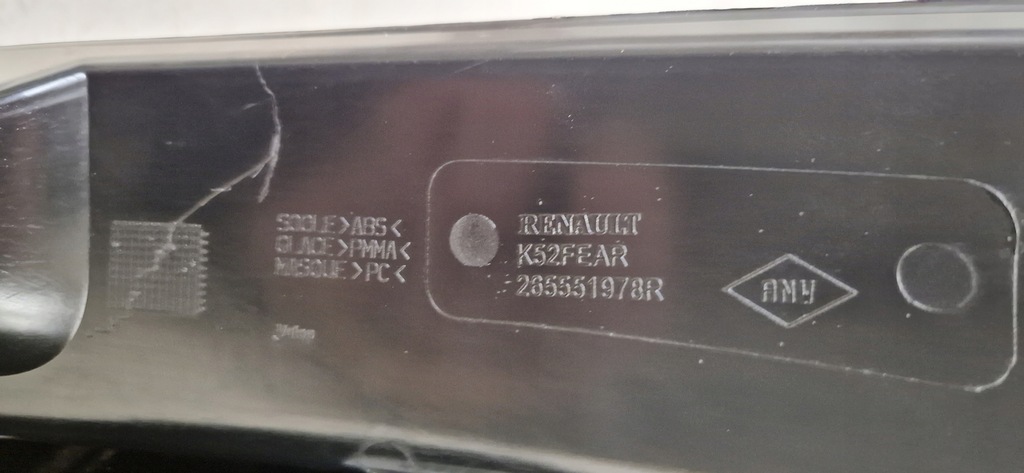 SOCLE>ABS<
GLACE>PMMA<
MASQUE>PC<
RENAULT
K52FEAR
265551978R
AMY